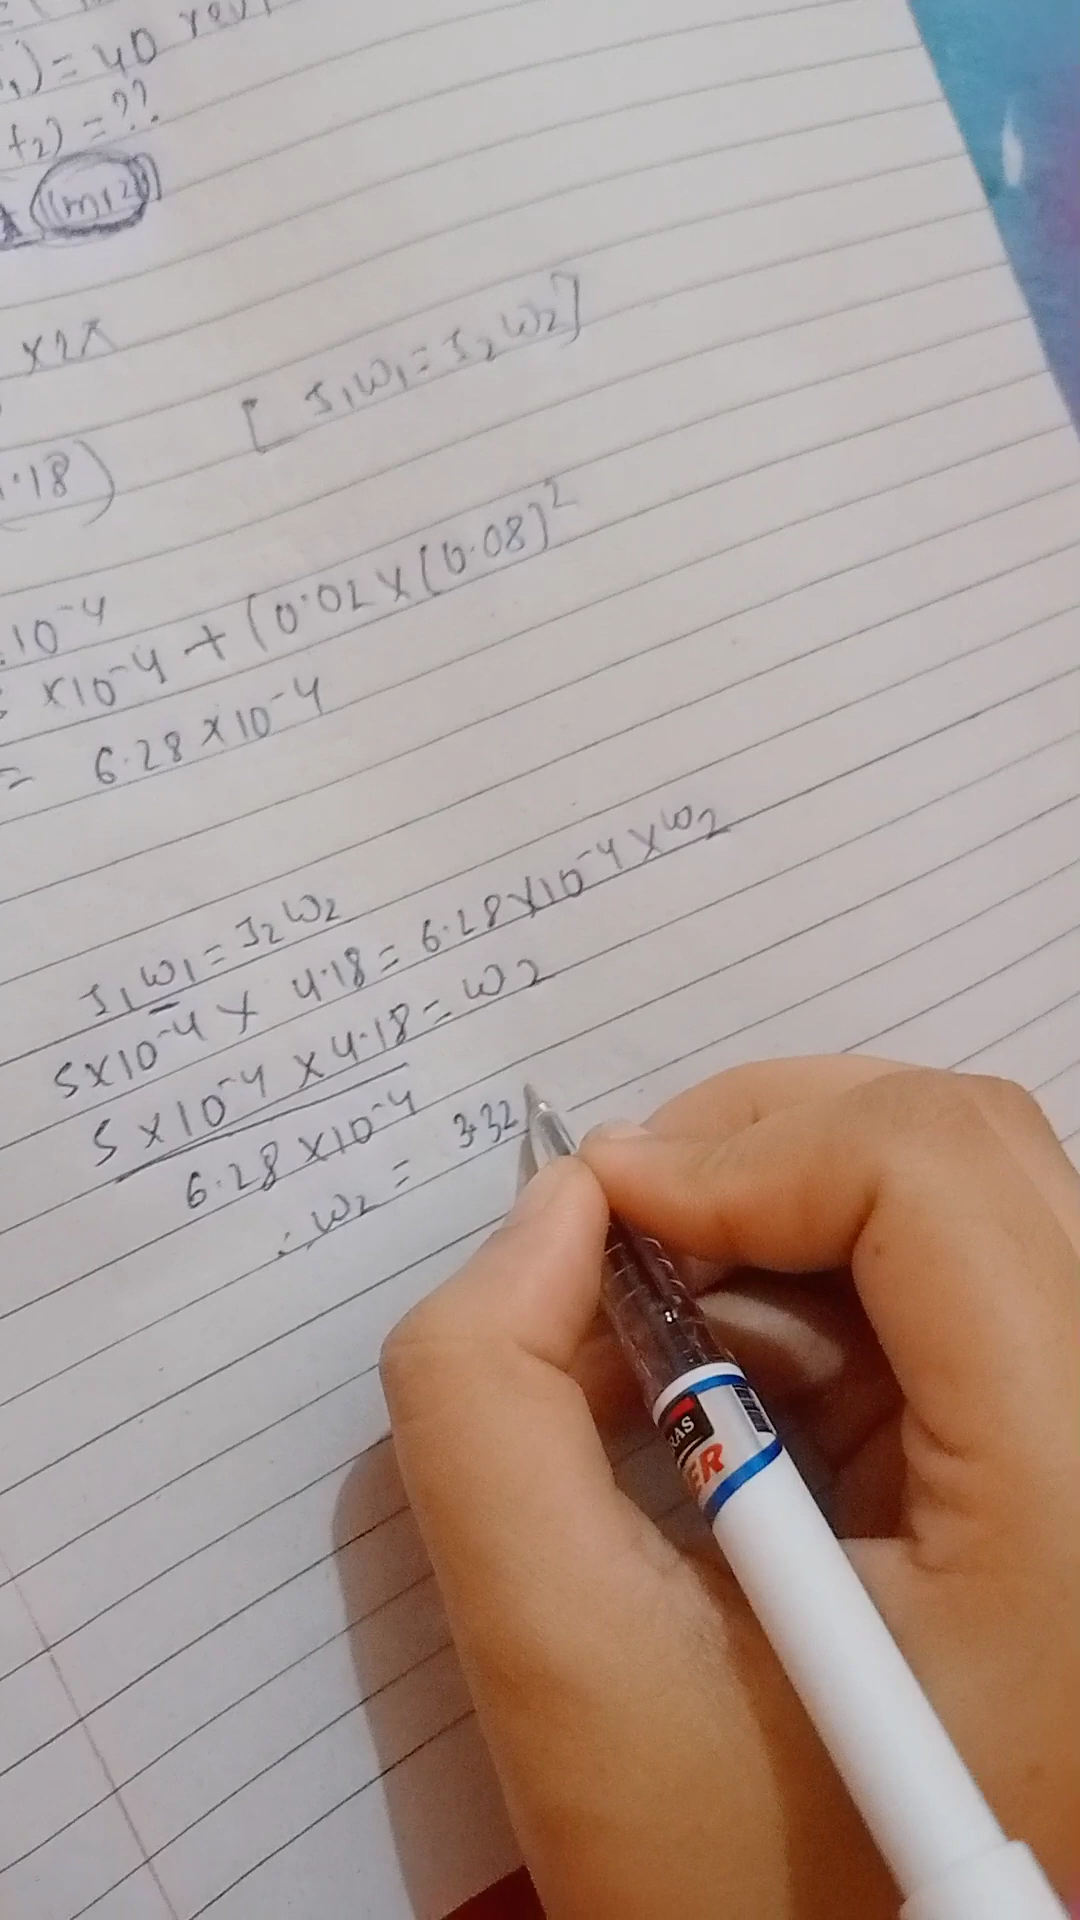 )= 40 rev
f₂) = ??
×2π
[ I₁ω₁ = I₂ω₂]
.18)
10⁻⁴
×10⁻⁴ + (0.02 × (0.08)²
= 6.28 × 10⁻⁴
I₁ω₁ = I₂ω₂
5×10⁻⁴ × 4.18 = 6.28×10⁻⁴ × ω₂
5 × 10⁻⁴ × 4.18 = ω2
6.28 × 10⁻⁴
∴ ω₂ = 3.32
RAS
ER